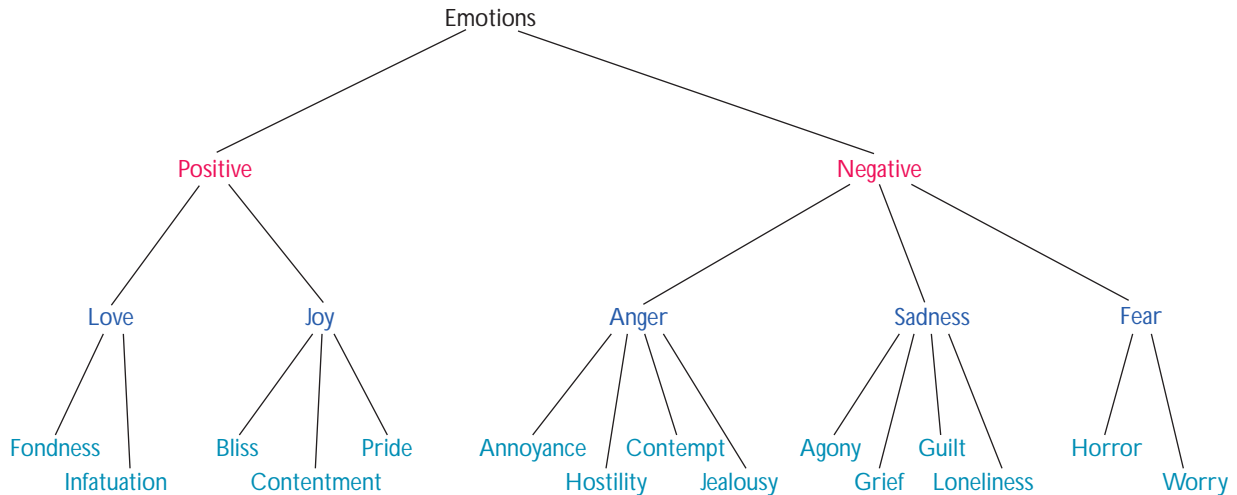 Emotions
Positive Negative
Love Joy Anger Sadness Fear
Fondness Bliss Pride Annoyance Contempt Agony Guilt Horror
Infatuation Contentment Hostility Jealousy Grief Loneliness Worry